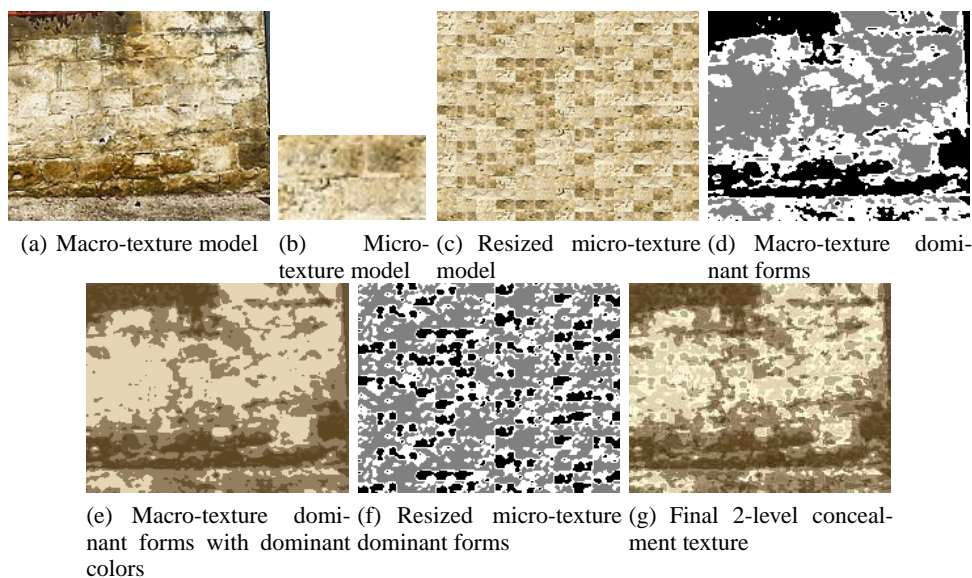 (a) Macro-texture model
(b) Micro-
texture model
(c) Resized micro-texture
model
(d) Macro-texture domi-
nant forms
(e) Macro-texture domi-
nant forms with dominant
colors
(f) Resized micro-texture
dominant forms
(g) Final 2-level conceal-
ment texture